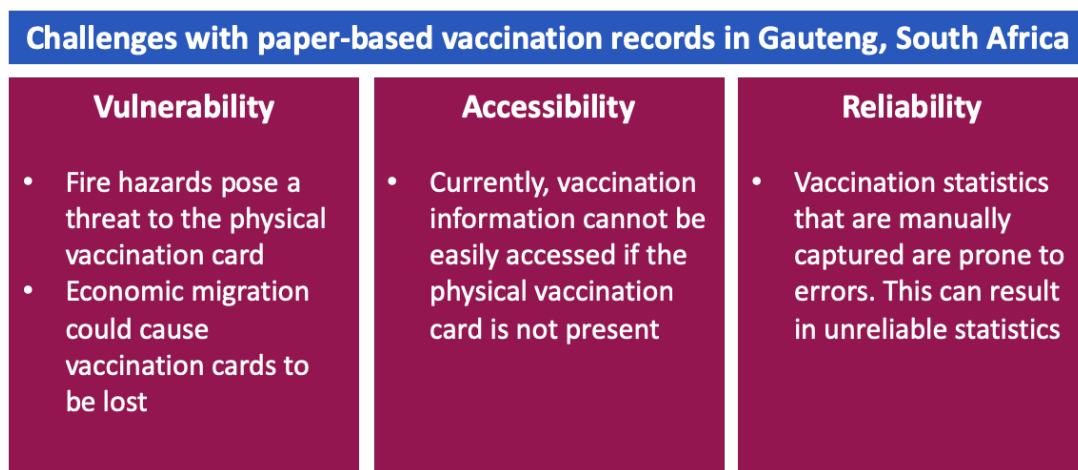 Challenges with paper-based vaccination records in Gauteng, South Africa
Vulnerability
• Fire hazards pose a
threat to the physical
vaccination card
• Economic migration
could cause
vaccination cards to
be lost
Accessibility
• Currently, vaccination
information cannot be
easily accessed if the
physical vaccination
card is not present
Reliability
• Vaccination statistics
that are manually
captured are prone to
errors. This can result
in unreliable statistics